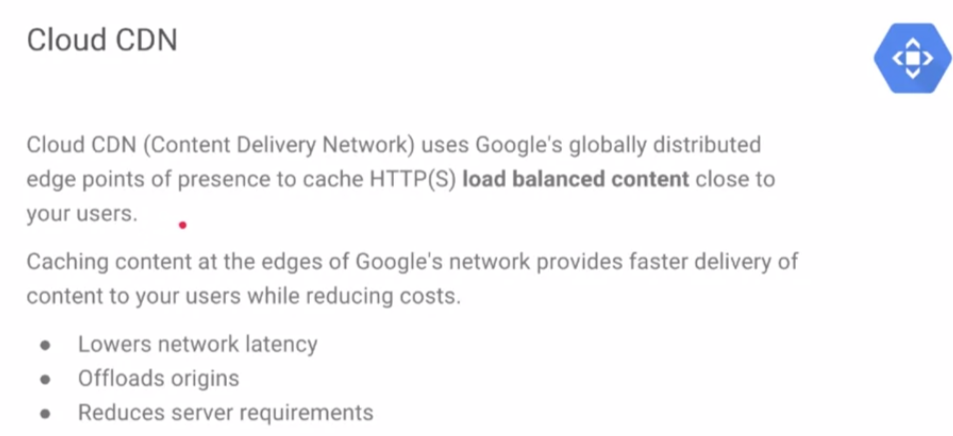 Cloud CDN
Cloud CDN (Content Delivery Network) uses Google's globally distributed
edge points of presence to cache HTTP(S) load balanced content close to
your users.
Caching content at the edges of Google's network provides faster delivery of
content to your users while reducing costs.
● Lowers network latency
● Offloads origins
● Reduces server requirements